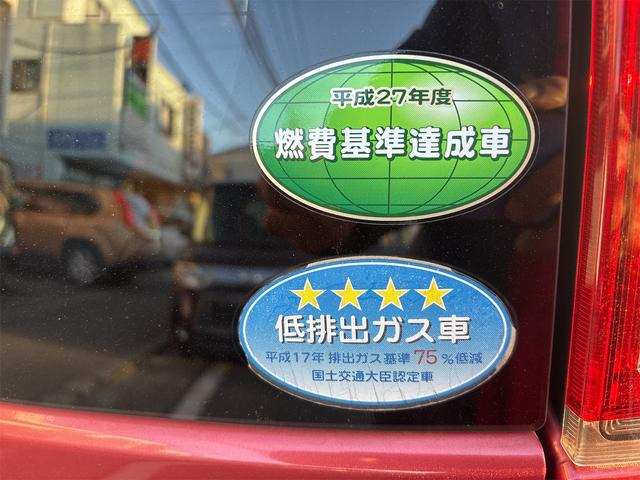 平成27年度
燃費基準達成車
低排出ガス車
平成17年排出ガス基準75%低減
国土交通大臣認定車